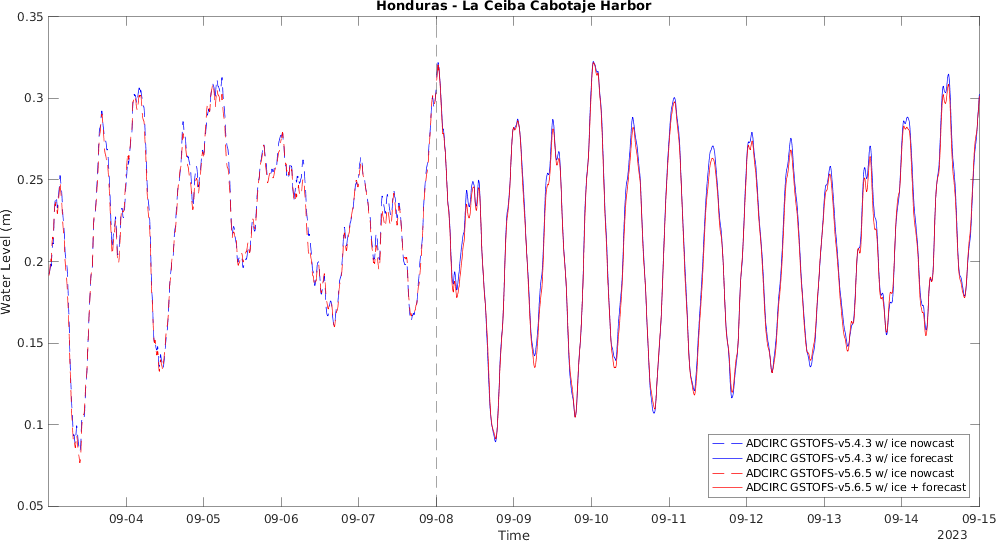 Honduras - La Ceiba Cabotaje Harbor
0.35
0.3
0.25
0.2
0.15
0.1
0.05
Water Level (m)
09-04 09-05 09-06 09-07 09-08 09-09 09-10 09-11 09-12 09-13 09-14 09-15
Time
2023
ADCIRC GSTOFS-v5.4.3 w/ ice nowcast
ADCIRC GSTOFS-v5.4.3 w/ ice forecast
ADCIRC GSTOFS-v5.6.5 w/ ice nowcast
ADCIRC GSTOFS-v5.6.5 w/ ice + forecast